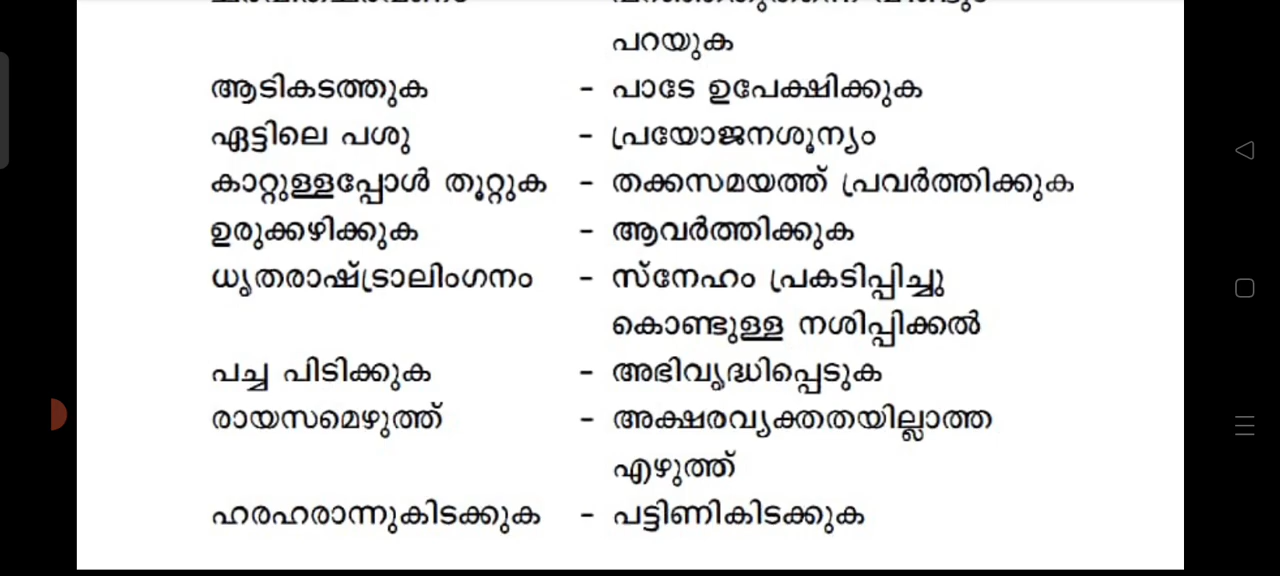 പറയുക
ആടികടത്തുക - പാടേ ഉപേക്ഷിക്കുക
ഏട്ടിലെ പശു - പ്രയോജനശൂന്യം
കാറ്റുള്ളപ്പോൾ തൂറ്റുക - തക്കസമയത്ത് പ്രവർത്തിക്കുക
ഉരുക്കഴിക്കുക - ആവർത്തിക്കുക
ധൃതരാഷ്ട്രാലിംഗനം - സ്നേഹം പ്രകടിപ്പിച്ചു
കൊണ്ടുള്ള നശിപ്പിക്കൽ
പച്ച പിടിക്കുക - അഭിവൃദ്ധിപ്പെടുക
രായസമെഴുത്ത് - അക്ഷരവ്യക്തതയില്ലാത്ത
എഴുത്ത്
ഹരഹരാന്നുകിടക്കുക - പട്ടിണികിടക്കുക